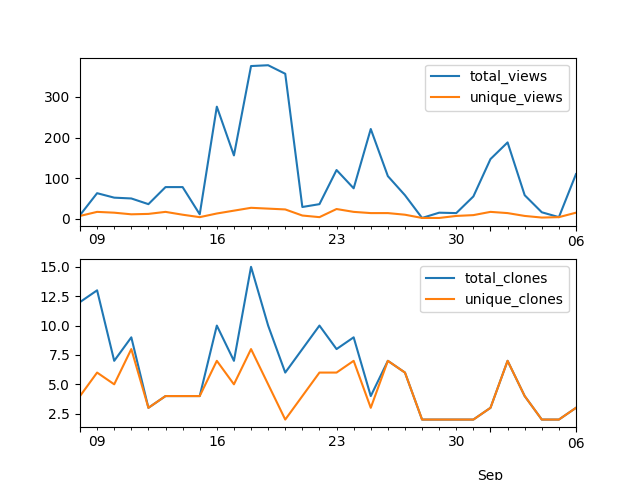 total_views
unique_views
300
200
100
0
09 16 23 30 06
total_clones
unique_clones
15.0
12.5
10.0
7.5
5.0
2.5
09 16 23 30 06
Sep